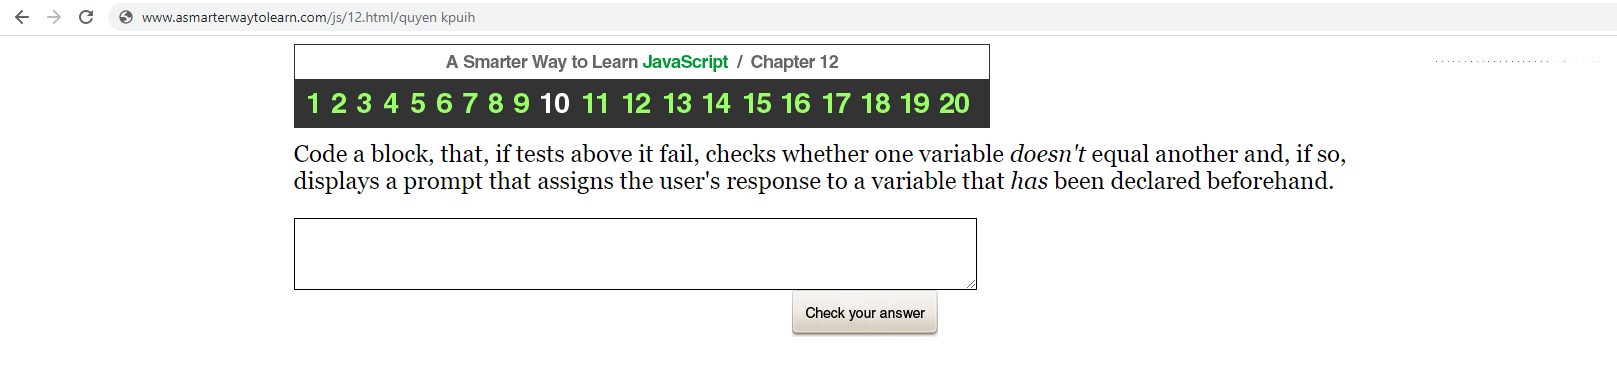 www.asmarterwaytolearn.com/js/12.html/quyen kpuih
A Smarter Way to Learn JavaScript / Chapter 12
1 2 3 4 5 6 7 8 9 10 11 12 13 14 15 16 17 18 19 20
Code a block, that, if tests above it fail, checks whether one variable doesn't equal another and, if so,
displays a prompt that assigns the user's response to a variable that has been declared beforehand.
Check your answer